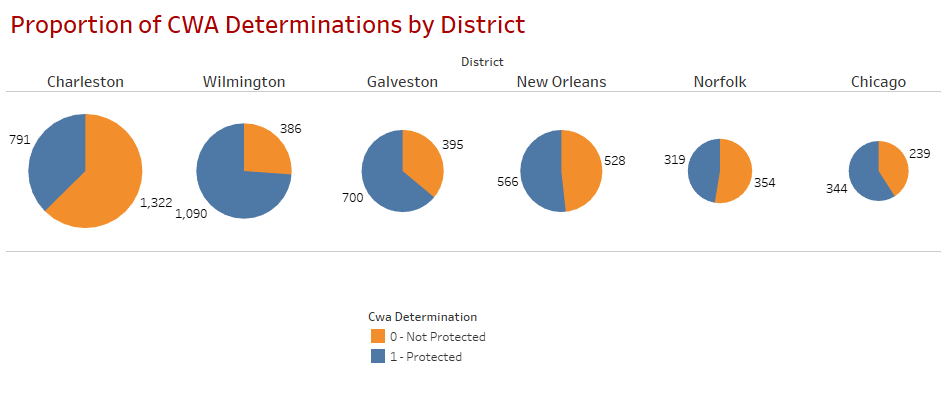 Proportion of CWA Determinations by District
District
Charleston Wilmington Galveston New Orleans Norfolk Chicago
791 1,322 1,090 386 700 395 566 528 319 354 344 239
Cwa Determination
0 - Not Protected
1 - Protected